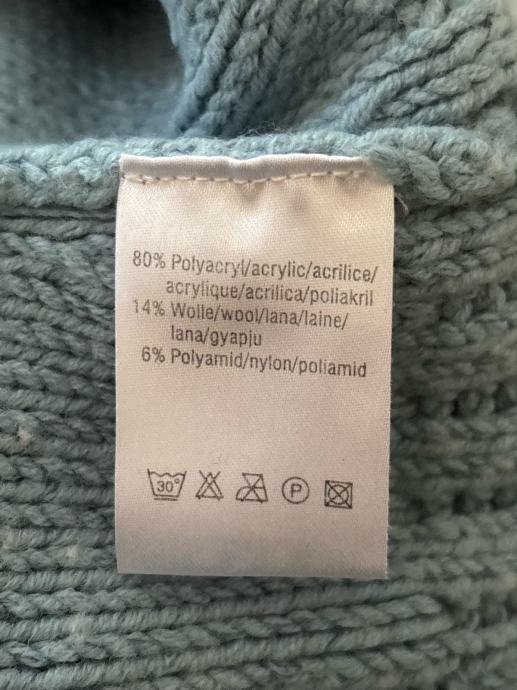 80% Polyacryl/acrylic/acrilice/
acrylique/acrilica/poliakril
14% Wolle/wool/lana/laine/
lana/gyapju
6% Polyamid/nylon/poliamid
30° P